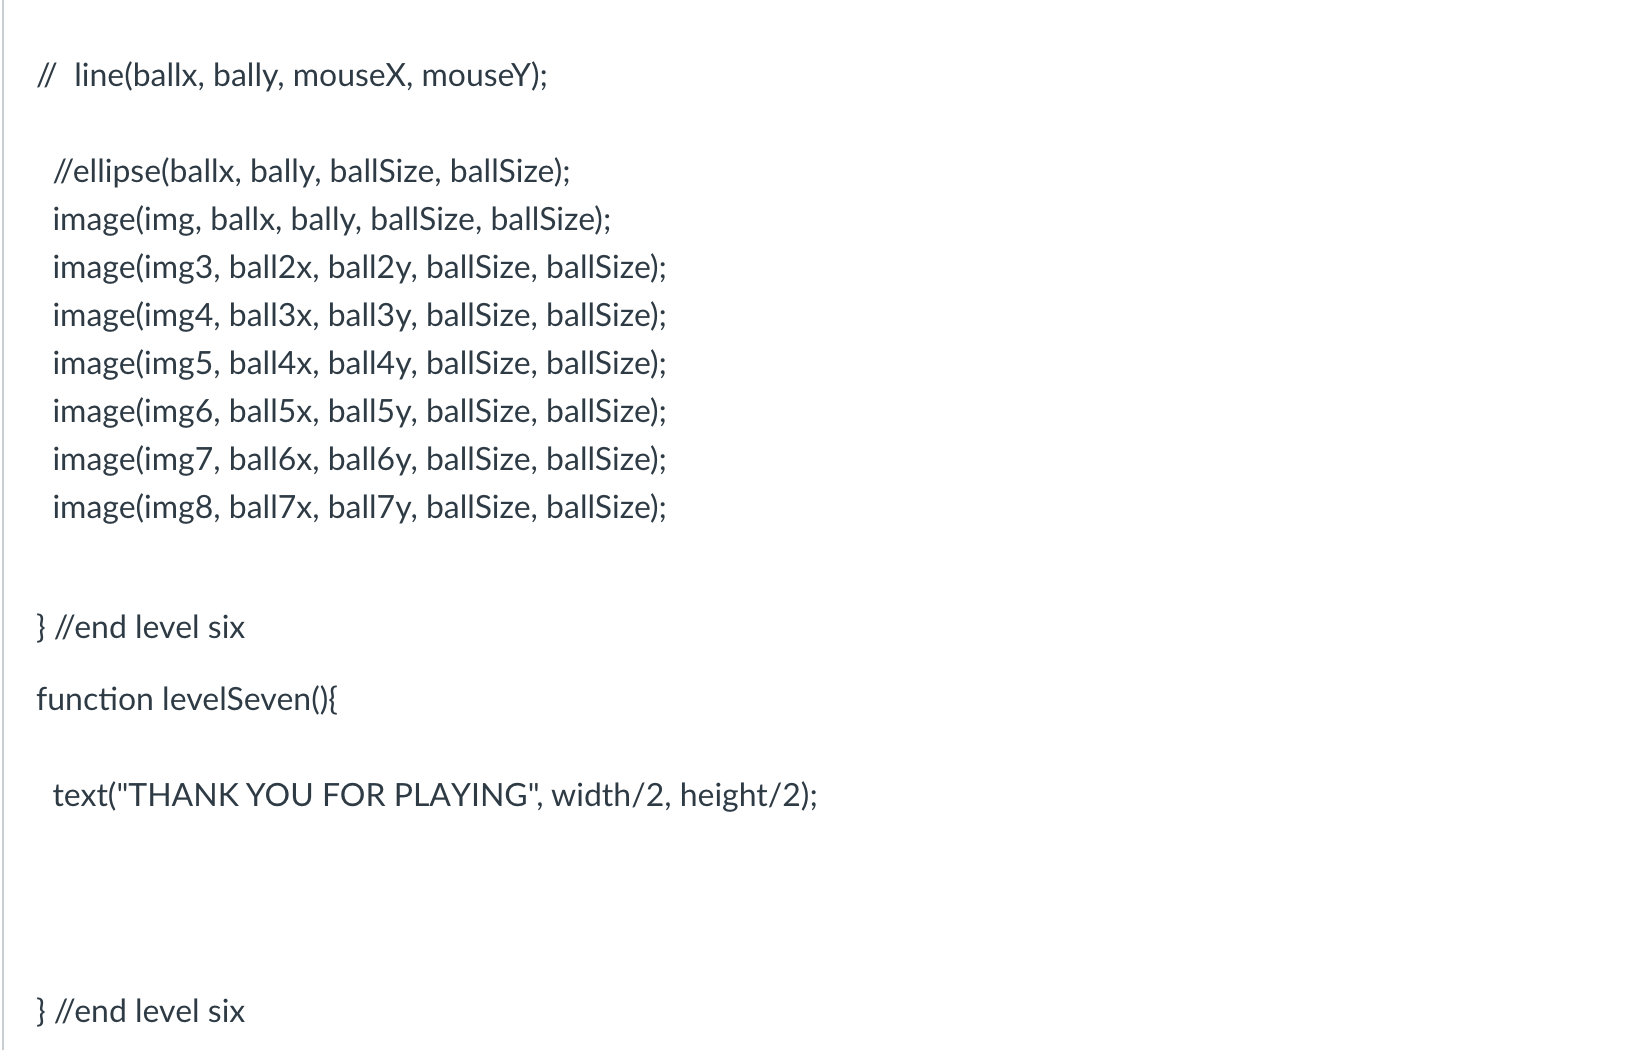 //  line(ballx, bally, mouseX, mouseY);
//ellipse(ballx, bally, ballSize, ballSize);
image(img, ballx, bally, ballSize, ballSize);
image(img3, ball2x, ball2y, ballSize, ballSize);
image(img4, ball3x, ball3y, ballSize, ballSize);
image(img5, ball4x, ball4y, ballSize, ballSize);
image(img6, ball5x, ball5y, ballSize, ballSize);
image(img7, ball6x, ball6y, ballSize, ballSize);
image(img8, ball7x, ball7y, ballSize, ballSize);
} //end level six
function levelSeven(){
text("THANK YOU FOR PLAYING", width/2, height/2);
} //end level six